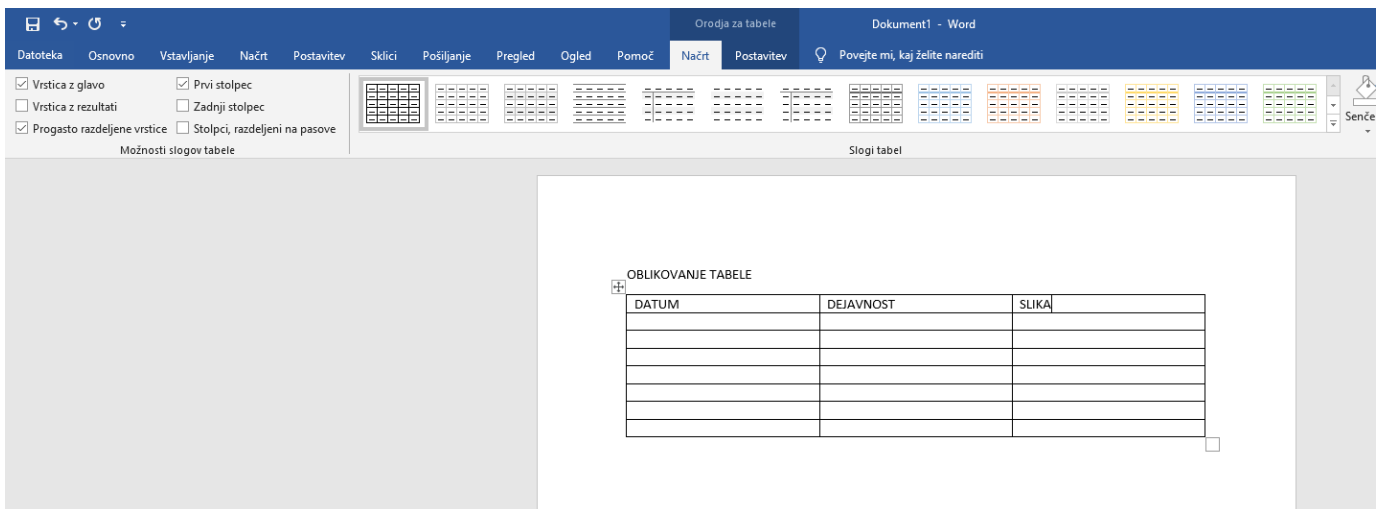 Orodja za tabele
Dokument1 - Word
Datoteka Osnovno Vstavljanje Načrt Postavitev Sklici Pošiljanje Pregled Ogled Pomoč Načrt Postavitev Povejte mi, kaj želite narediti
Vrstica z glavo Prvi stolpec
Vrstica z rezultati Zadnji stolpec
Progasto razdeljene vrstice Stolpci, razdeljeni na pasove
Senče
Možnosti slogov tabele
Slogi tabel
OBLIKOVANJE TABELE
DATUM DEJAVNOST SLIKA